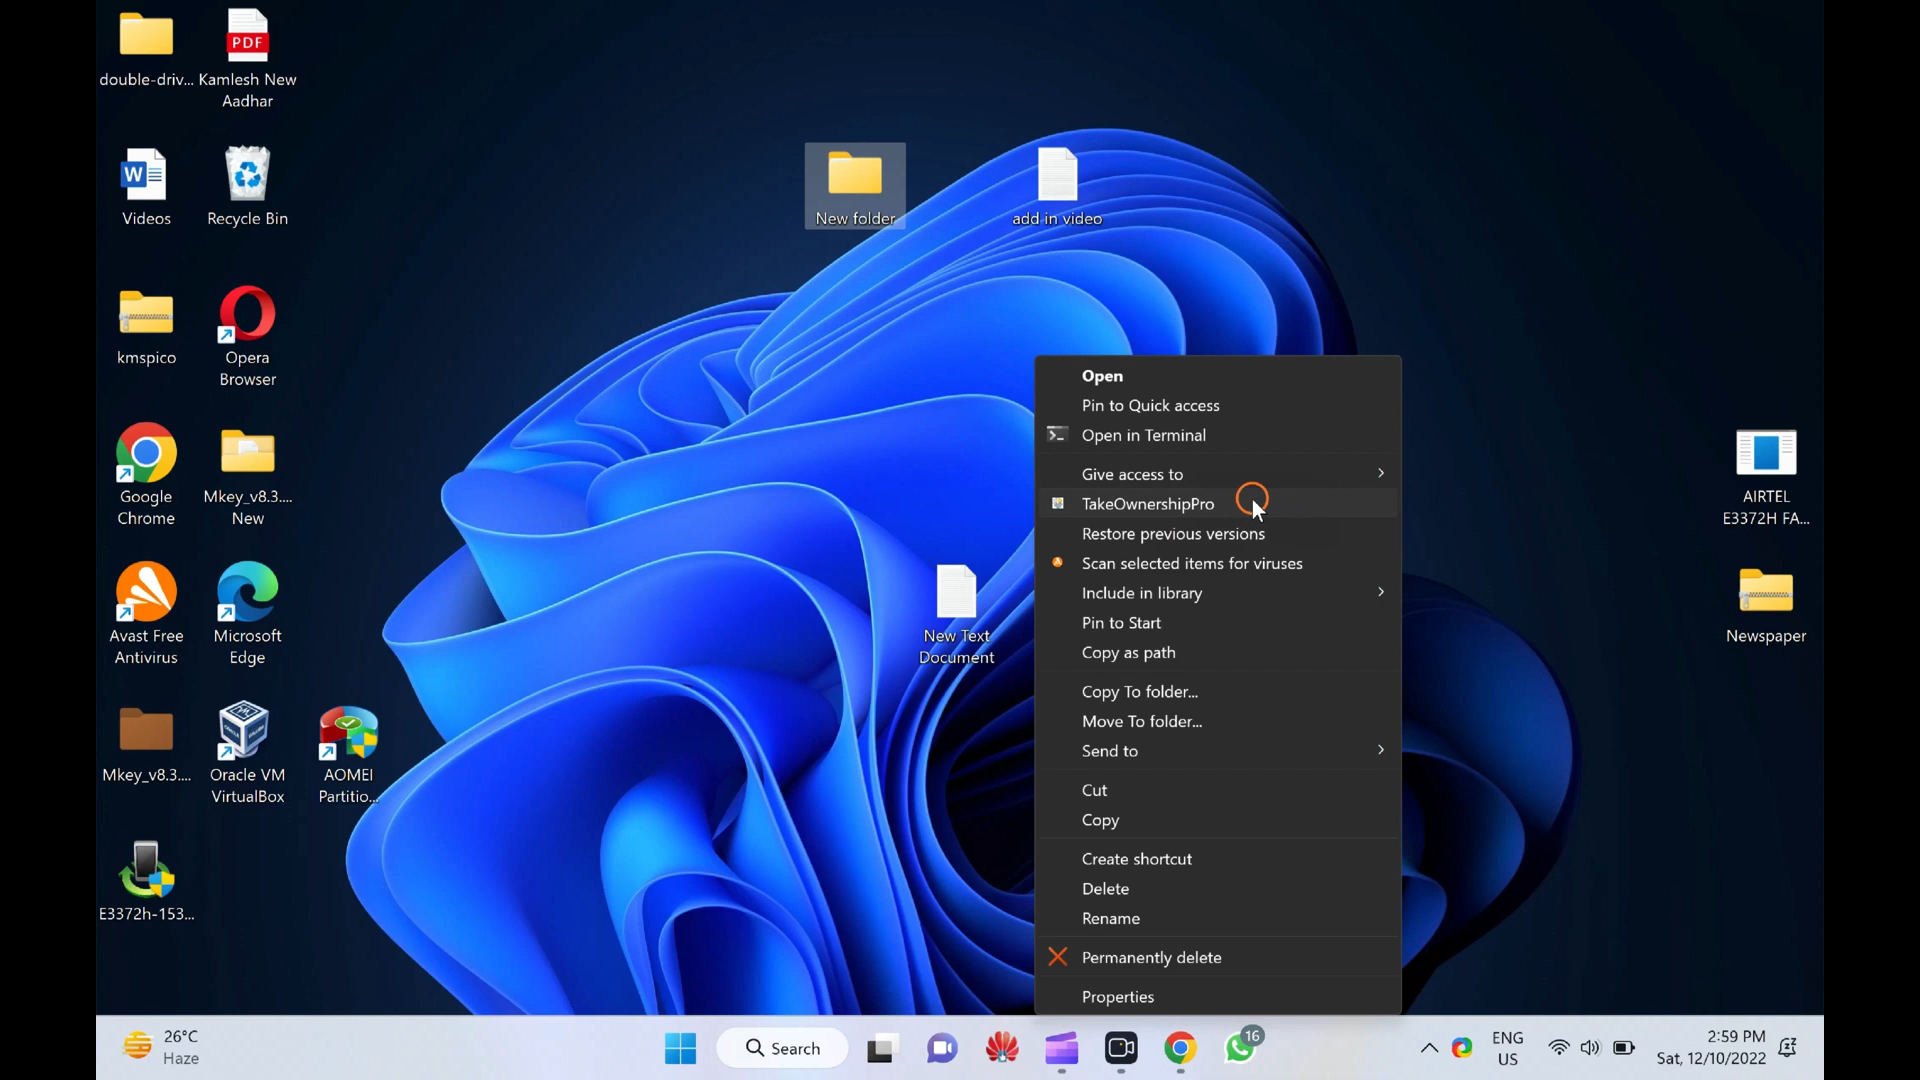 double-driv...
Kamlesh New
Aadhar
PDF
W
Videos
Recycle Bin
kmspico
Opera
Browser
Google
Chrome
Mkey_v8.3....
New
Avast Free
Antivirus
Microsoft
Edge
Mkey_v8.3....
Oracle VM
VirtualBox
AOMEI
Partitio...
E3372h-153...
New folder
add in video
New Text
Document
AIRTEL
E3372H FA...
Newspaper
Open
Pin to Quick access
Open in Terminal
Give access to
TakeOwnershipPro
Restore previous versions
Scan selected items for viruses
Include in library
Pin to Start
Copy as path
Copy To folder...
Move To folder...
Send to
Cut
Copy
Create shortcut
Delete
Rename
Permanently delete
Properties
26°C
Haze
Search
16
ENG
US
2:59 PM
Sat, 12/10/2022